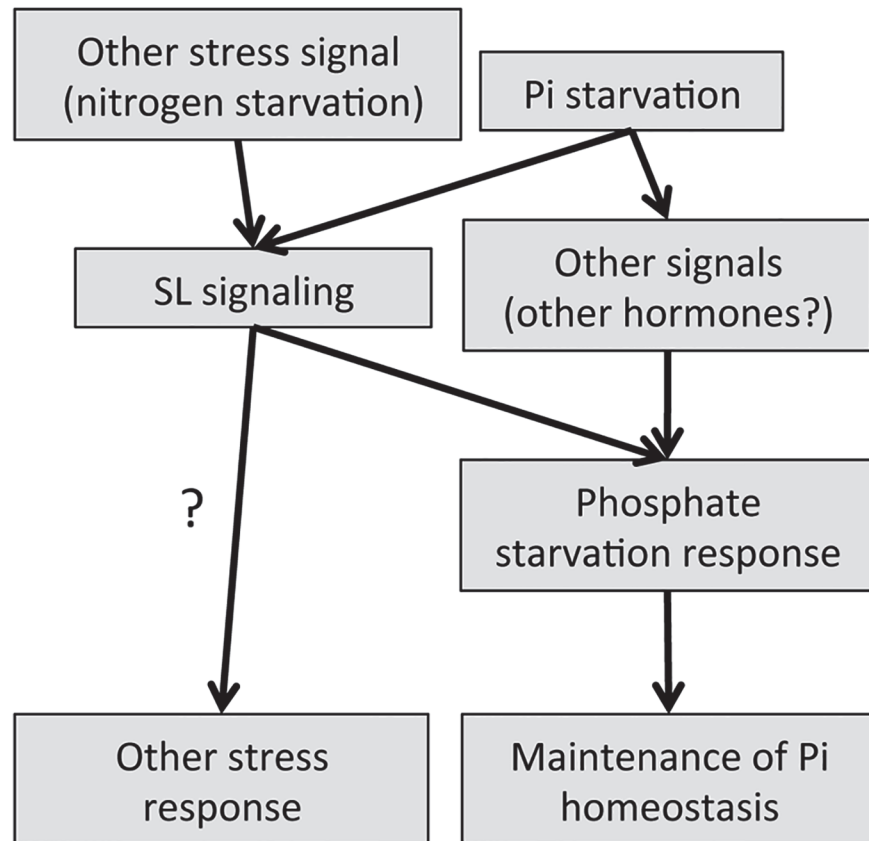 Other stress signal
(nitrogen starvation)
Pi starvation
SL signaling
Other signals
(other hormones?)
?
Phosphate
starvation response
Other stress
response
Maintenance of Pi
homeostasis